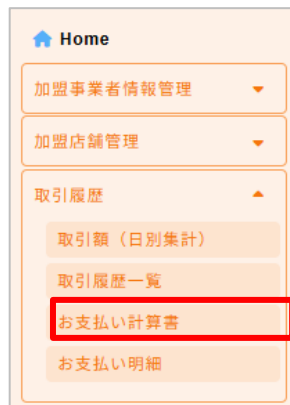 Home
加盟事業者情報管理
加盟店舗管理
取引履歴
取引額（日別集計）
取引履歴一覧
お支払い計算書
お支払い明細